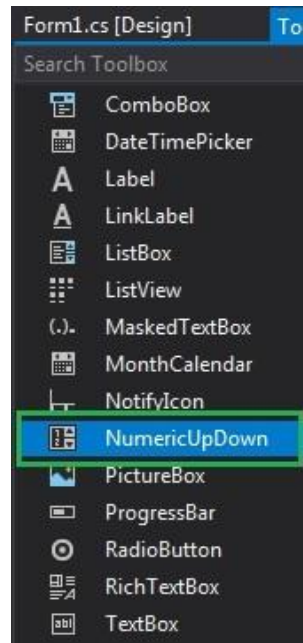 Form1.cs [Design]
To
Search Toolbox
ComboBox
DateTimePicker
A Label
A LinkLabel
ListBox
ListView
(.). MaskedTextBox
MonthCalendar
NotifyIcon
NumericUpDown
PictureBox
ProgressBar
RadioButton
RichTextBox
abl TextBox